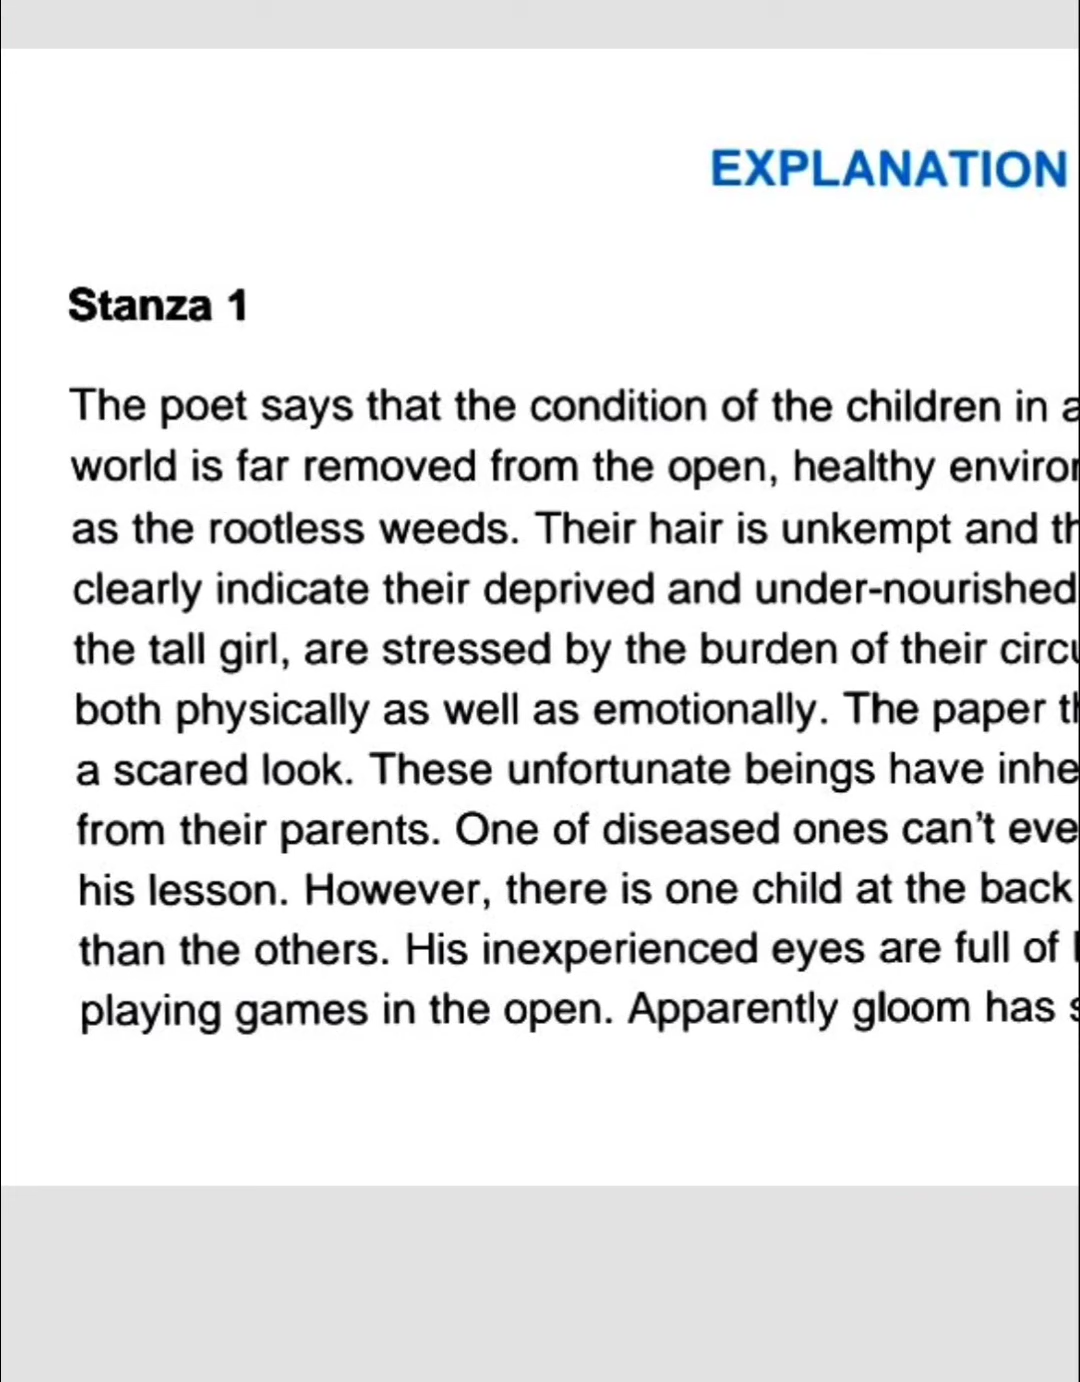 EXPLANATION
Stanza 1
The poet says that the condition of the children in a
world is far removed from the open, healthy
as the rootless weeds. Their hair is unkempt and
clearly indicate their deprived and under-nourished
the tall girl, are stressed by the burden of their
both physically as well as emotionally. The paper
a scared look. These unfortunate beings have
from their parents. One of diseased ones can't
his lesson. However, there is one child at the back
than the others. His inexperienced eyes are full of
playing games in the open. Apparently gloom has